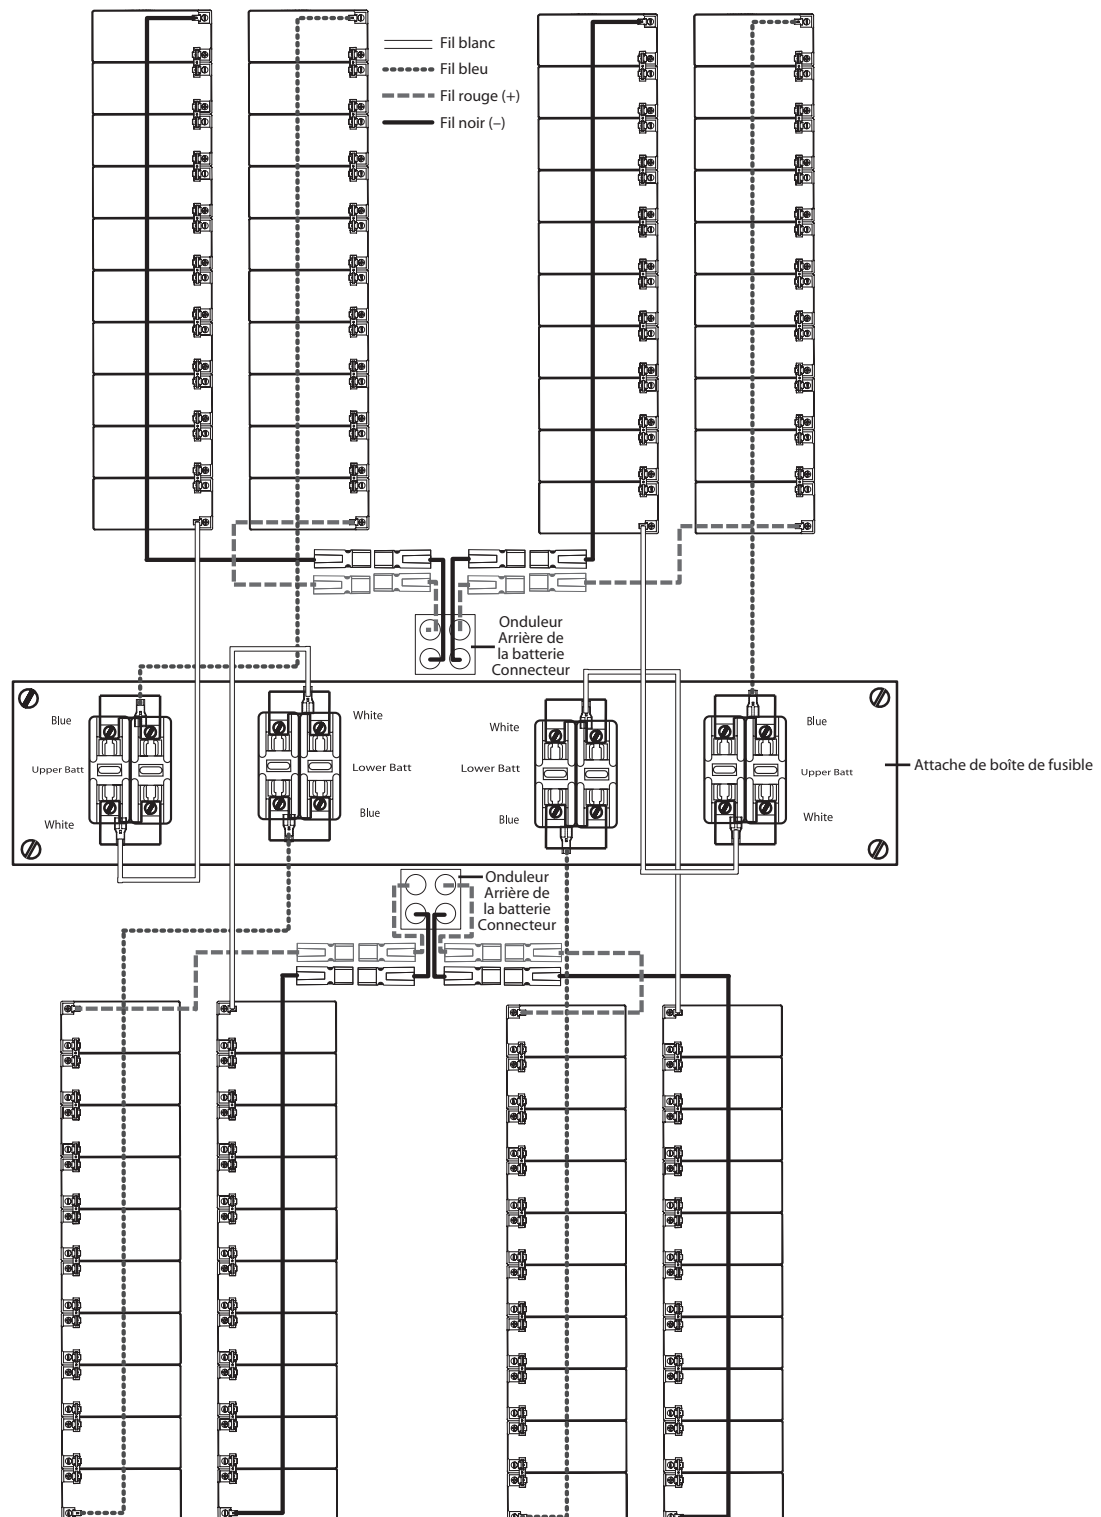 Fil blanc
Fil bleu
Fil rouge (+)
Fil noir (–)
Onduleur
Arrière de
la batterie
Connecteur
Blue
White
White
Blue
Upper Batt
Lower Batt
Lower Batt
Upper Batt
Attache de boîte de fusible
White
Blue
Blue
White
Onduleur
Arrière de
la batterie
Connecteur